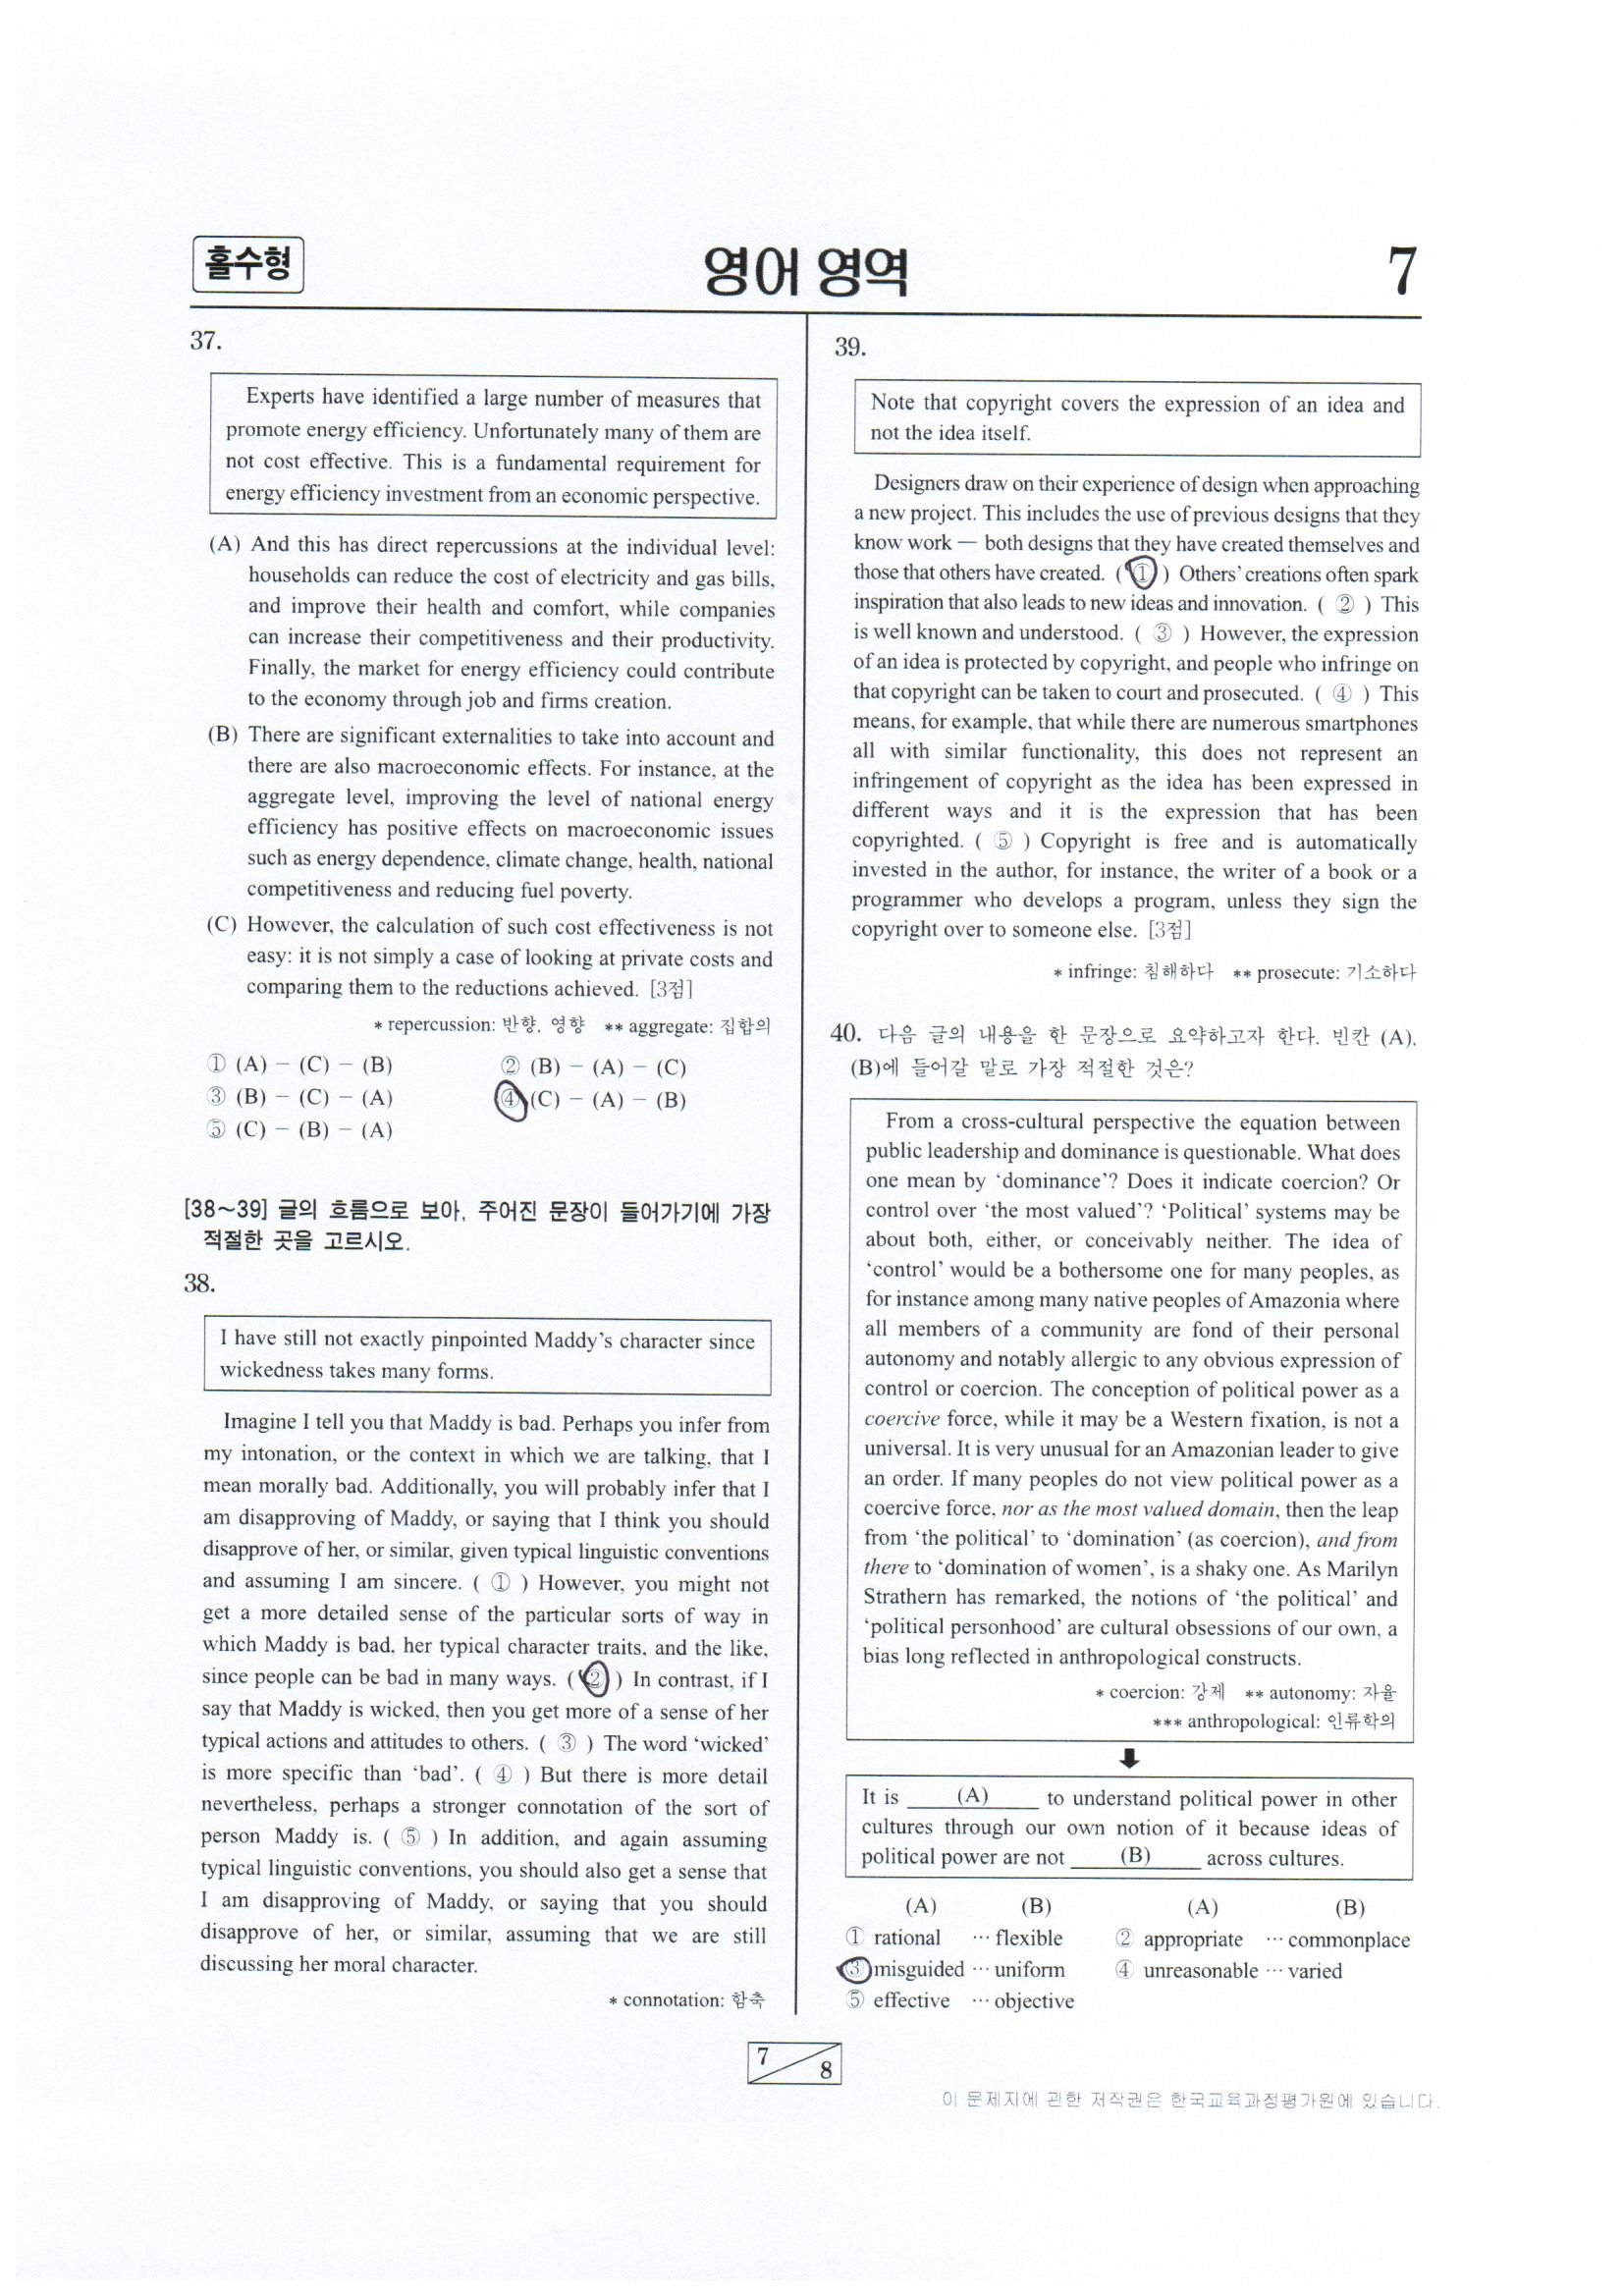 홀수형
영어 영역
7
37.
Experts have identified a large number of measures that
promote energy efficiency. Unfortunately many of them are
not cost effective. This is a fundamental requirement for
energy efficiency investment from an economic perspective.
(A) And this has direct repercussions at the individual level:
households can reduce the cost of electricity and gas bills,
and improve their health and comfort, while companies
can increase their competitiveness and their productivity.
Finally, the market for energy efficiency could contribute
to the economy through job and firms creation.
(B) There are significant externalities to take into account and
there are also macroeconomic effects. For instance, at the
aggregate level, improving the level of national energy
efficiency has positive effects on macroeconomic issues
such as energy dependence, climate change, health, national
competitiveness and reducing fuel poverty.
(C) However, the calculation of such cost effectiveness is not
easy: it is not simply a case of looking at private costs and
comparing them to the reductions achieved. [3점]
* repercussion: 반향, 영향 ** aggregate: 집합의
① (A) − (C) − (B) ② (B) − (A) − (C)
③ (B) − (C) − (A) ④ (C) − (A) − (B)
⑤ (C) − (B) − (A)
[38~39] 글의 흐름으로 보아, 주어진 문장이 들어가기에 가장
적절한 곳을 고르시오.
38.
I have still not exactly pinpointed Maddy's character since
wickedness takes many forms.
Imagine I tell you that Maddy is bad. Perhaps you infer from
my intonation, or the context in which we are talking, that I
mean morally bad. Additionally, you will probably infer that I
am disapproving of Maddy, or saying that I think you should
disapprove of her, or similar, given typical linguistic conventions
and assuming I am sincere. ( ① ) However, you might not
get a more detailed sense of the particular sorts of way in
which Maddy is bad, her typical character traits, and the like,
since people can be bad in many ways. ( ② ) In contrast, if I
say that Maddy is wicked, then you get more of a sense of her
typical actions and attitudes to others. ( ③ ) The word 'wicked'
is more specific than 'bad'. ( ④ ) But there is more detail
nevertheless, perhaps a stronger connotation of the sort of
person Maddy is. ( ⑤ ) In addition, and again assuming
typical linguistic conventions, you should also get a sense that
I am disapproving of Maddy, or saying that you should
disapprove of her, or similar, assuming that we are still
discussing her moral character.
* connotation: 함축
39.
Note that copyright covers the expression of an idea and
not the idea itself.
Designers draw on their experience of design when approaching
a new project. This includes the use of previous designs that they
know work — both designs that they have created themselves and
those that others have created. ( ① ) Others' creations often spark
inspiration that also leads to new ideas and innovation. ( ② ) This
is well known and understood. ( ③ ) However, the expression
of an idea is protected by copyright, and people who infringe on
that copyright can be taken to court and prosecuted. ( ④ ) This
means, for example, that while there are numerous smartphones
all with similar functionality, this does not represent an
infringement of copyright as the idea has been expressed in
different ways and it is the expression that has been
copyrighted. ( ⑤ ) Copyright is free and is automatically
invested in the author, for instance, the writer of a book or a
programmer who develops a program, unless they sign the
copyright over to someone else. [3점]
* infringe: 침해하다 ** prosecute: 기소하다
40. 다음 글의 내용을 한 문장으로 요약하고자 한다. 빈칸 (A),
(B)에 들어갈 말로 가장 적절한 것은?
From a cross-cultural perspective the equation between
public leadership and dominance is questionable. What does
one mean by 'dominance'? Does it indicate coercion? Or
control over 'the most valued'? 'Political' systems may be
about both, either, or conceivably neither. The idea of
'control' would be a bothersome one for many peoples, as
for instance among many native peoples of Amazonia where
all members of a community are fond of their personal
autonomy and notably allergic to any obvious expression of
control or coercion. The conception of political power as a
coercive force, while it may be a Western fixation, is not a
universal. It is very unusual for an Amazonian leader to give
an order. If many peoples do not view political power as a
coercive force, nor as the most valued domain, then the leap
from 'the political' to 'domination' (as coercion), and from
there to 'domination of women', is a shaky one. As Marilyn
Strathern has remarked, the notions of 'the political' and
'political personhood' are cultural obsessions of our own, a
bias long reflected in anthropological constructs.
* coercion: 강제 ** autonomy: 자율
*** anthropological: 인류학의
It is (A) to understand political power in other
cultures through our own notion of it because ideas of
political power are not (B) across cultures.
(A) (B) (A) (B)
① rational ··· flexible ② appropriate ··· commonplace
③ misguided ··· uniform ④ unreasonable ··· varied
⑤ effective ··· objective
7
8
이 문제지에 관한 저작권은 한국교육과정평가원에 있습니다.